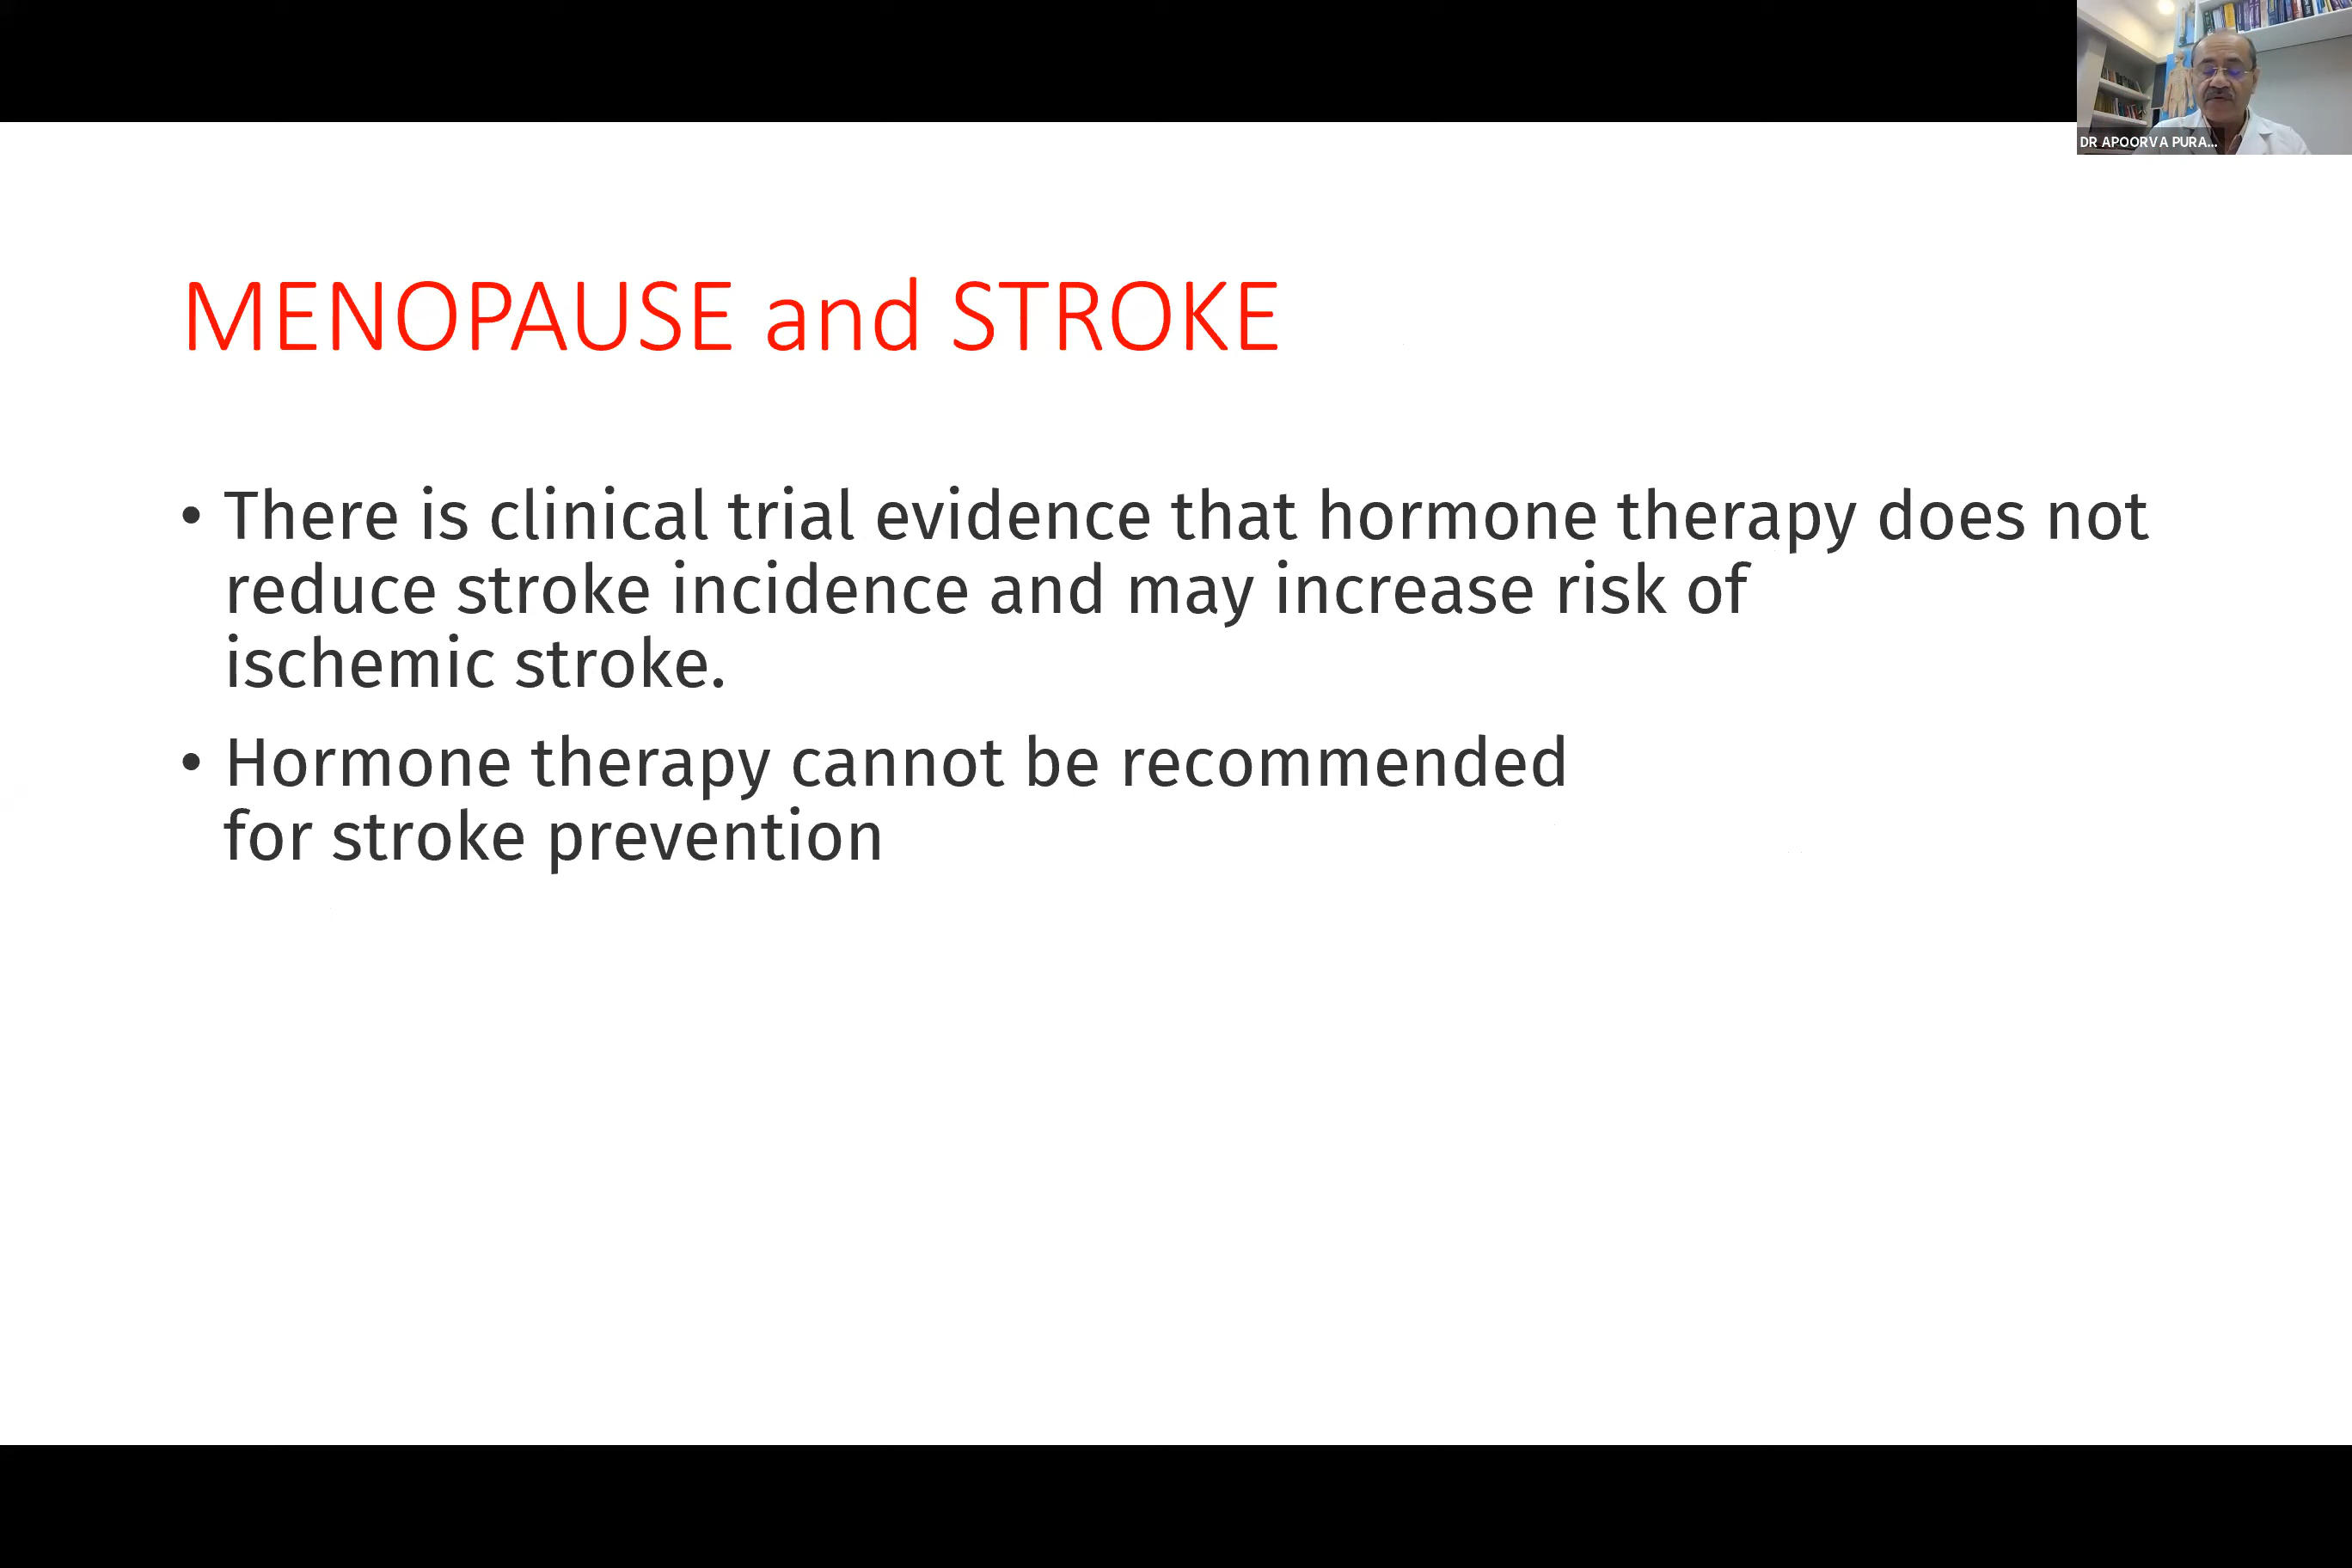 DR APOORVA PURA...
MENOPAUSE and STROKE
• There is clinical trial evidence that hormone therapy does not
reduce stroke incidence and may increase risk of
ischemic stroke.
• Hormone therapy cannot be recommended
for stroke prevention